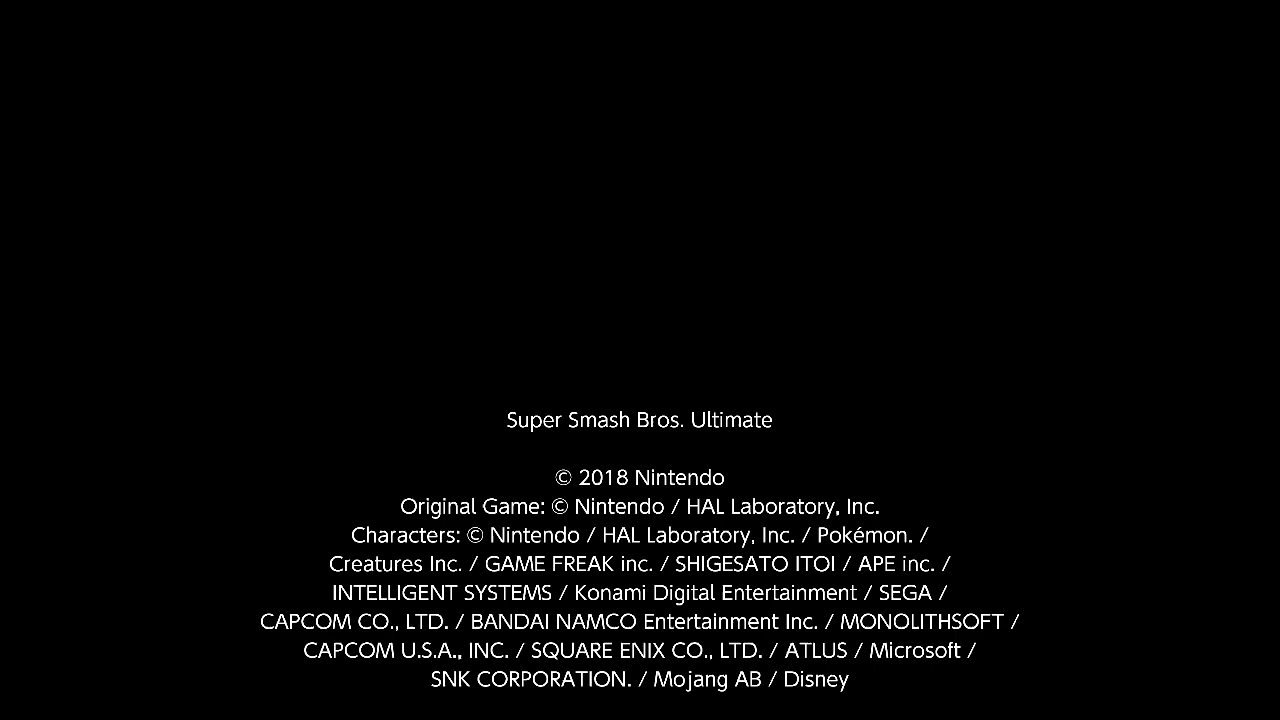 Super Smash Bros. Ultimate
© 2018 Nintendo
Original Game: © Nintendo / HAL Laboratory, Inc.
Characters: © Nintendo / HAL Laboratory, Inc. / Pokémon. /
Creatures Inc. / GAME FREAK inc. / SHIGESATO ITOI / APE inc. /
INTELLIGENT SYSTEMS / Konami Digital Entertainment / SEGA /
CAPCOM CO., LTD. / BANDAI NAMCO Entertainment Inc. / MONOLITHSOFT /
CAPCOM U.S.A., INC. / SQUARE ENIX CO., LTD. / ATLUS / Microsoft /
SNK CORPORATION. / Mojang AB / Disney